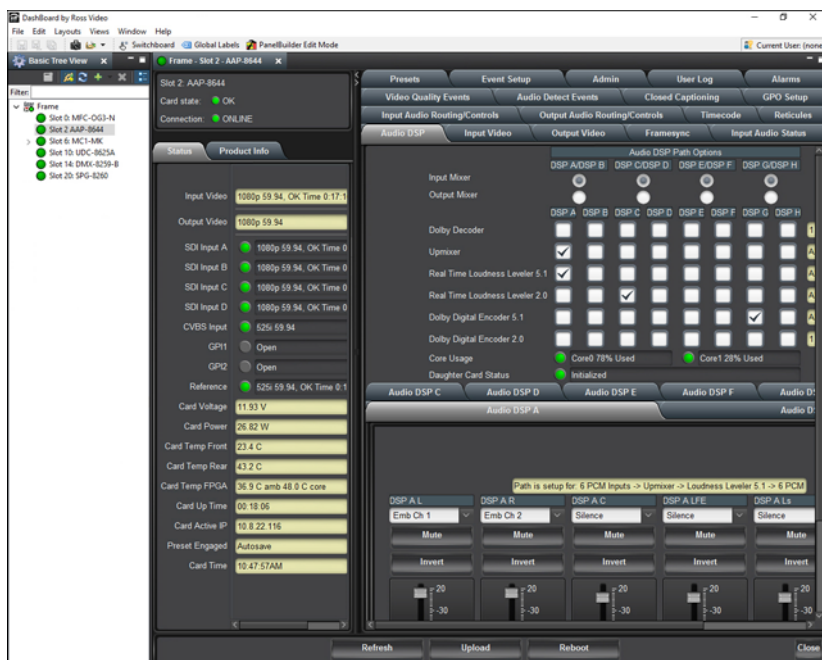 DashBoard by Ross Video
File Edit Layouts Views Window Help
Switchboard Global Labels PanelBuilder Edit Mode
Current User: (none
Basic Tree View
Filter:
Frame
Slot 0: MFC-OG3-N
Slot 2 AAP-8644
Slot 6: MC1-MK
Slot 10: UDC-8625A
Slot 14: DMX-8259-B
Slot 20: SPG-8260
Frame - Slot 2 - AAP-8644
Slot 2: AAP-8644
Card state: OK
Connection: ONLINE
Status Product Info
Input Video 1080p 59.94, OK Time 0:17:1
Output Video 1080p 59.94
SDI Input A 1080p 59.94, OK Time 0
SDI Input B 1080p 59.94, OK Time 0
SDI Input C 1080p 59.94, OK Time 0
SDI Input D 1080p 59.94, OK Time 0
CVBS Input 525i 59.94
GPI1 Open
GPI2 Open
Reference 525i 59.94, OK Time 0:1
Card Voltage 11.93 V
Card Power 26.82 W
Card Temp Front 23.4 C
Card Temp Rear 43.2 C
Card Temp FPGA 36.9 C amb 48.0 C core
Card Up Time 00:18:06
Card Active IP 10.8.22.116
Preset Engaged Autosave
Card Time 10:47:57AM
Presets Event Setup Admin User Log Alarms
Video Quality Events Audio Detect Events Closed Captioning GPO Setup
Input Audio Routing/Controls Output Audio Routing/Controls Timecode Reticules
Audio DSP Input Video Output Video Framesync Input Audio Status
Audio DSP Path Options
DSP A/DSP B DSP C/DSP D DSP E/DSP F DSP G/DSP H
Input Mixer
Output Mixer
DSP A DSP B DSP C DSP D DSP E DSP F DSP G DSP H
Dolby Decoder 1
Upmixer A
Real Time Loudness Leveler 5.1 A
Real Time Loudness Leveler 2.0 A
Dolby Digital Encoder 5.1 A
Dolby Digital Encoder 2.0 1
Core Usage Core0 78% Used Core1 28% Used
Daughter Card Status Initialized
Audio DSP C Audio DSP D Audio DSP E Audio DSP F Audio D
Audio DSP A Audio D
Path is setup for: 6 PCM Inputs -> Upmixer -> Loudness Leveler 5.1 -> 6 PCM
DSP A L DSP A R DSP A C DSP A LFE DSP A Ls
Emb Ch 1 Emb Ch 2 Silence Silence Silence
Mute Mute Mute Mute Mute
Invert Invert Invert Invert Invert
20 20 20 20 20
-30 -30 -30 -30 -30
Refresh Upload Reboot Close